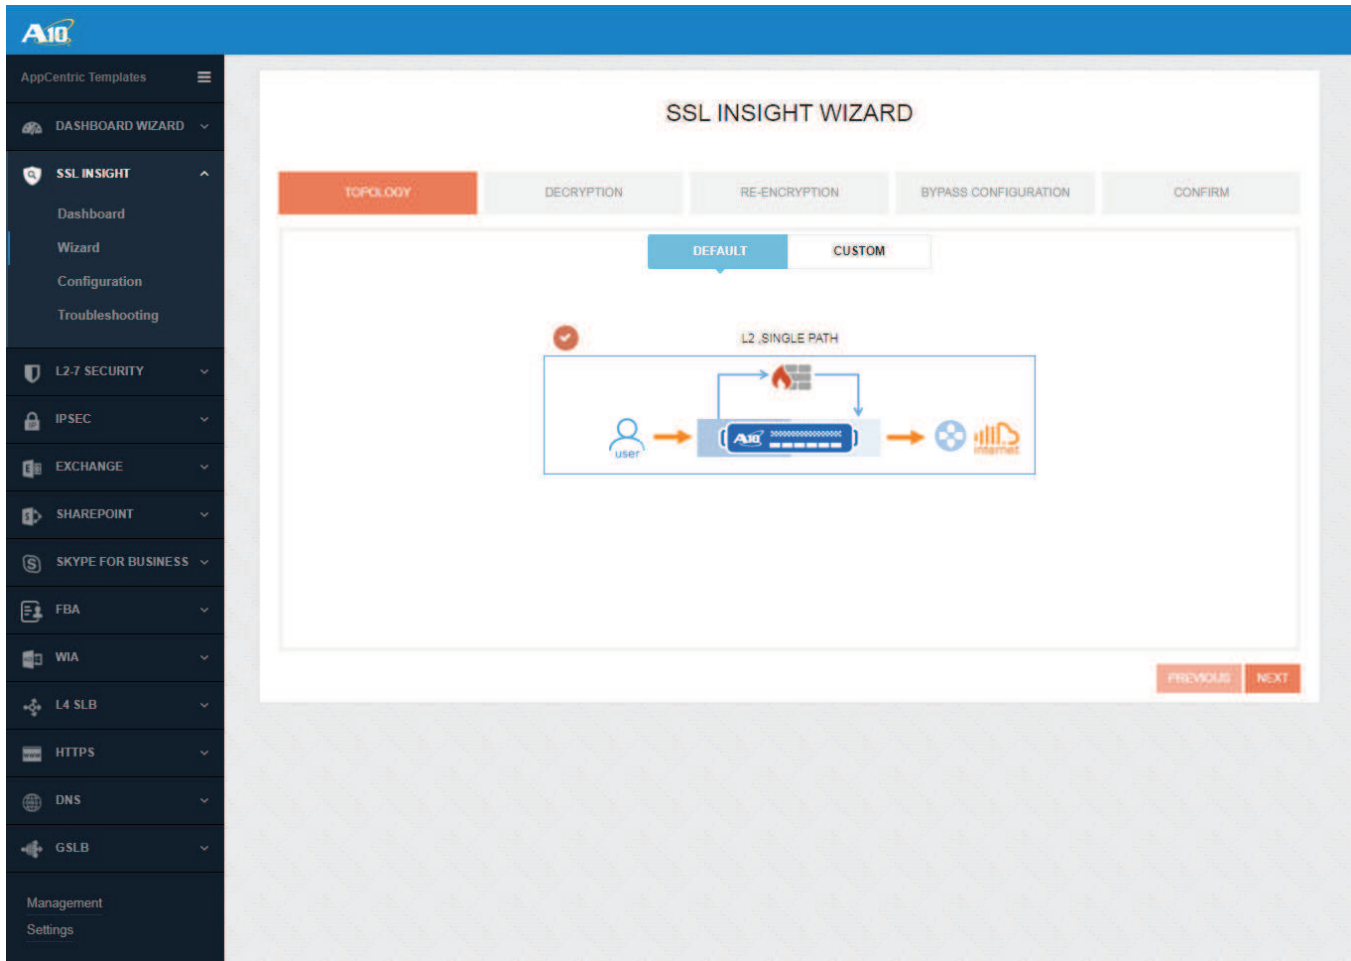 A10
AppCentric Templates
DASHBOARD WIZARD
SSL INSIGHT
Dashboard
Wizard
Configuration
Troubleshooting
L2-7 SECURITY
IPSEC
EXCHANGE
SHAREPOINT
SKYPE FOR BUSINESS
FBA
WIA
L4 SLB
HTTPS
DNS
GSLB
Management
Settings
SSL INSIGHT WIZARD
TOPOLOGY DECRYPTION RE-ENCRYPTION BYPASS CONFIGURATION CONFIRM
DEFAULT CUSTOM
L2 ,SINGLE PATH
user
A10
internet
PREVIOUS NEXT